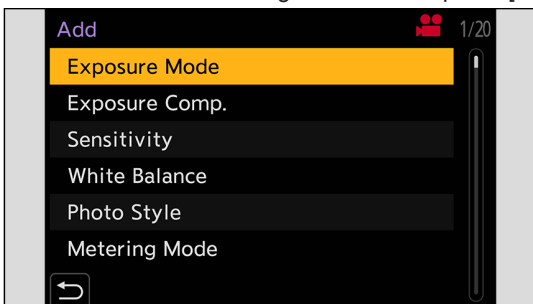 Add
1/20
Exposure Mode
Exposure Comp.
Sensitivity
White Balance
Photo Style
Metering Mode